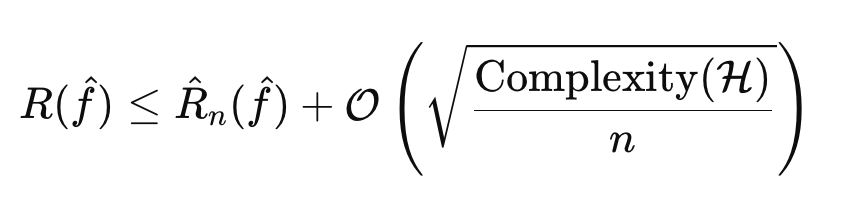 R(f̂) ≤ R̂ₙ(f̂) + 𝒪(√(Complexity(ℋ)/n))